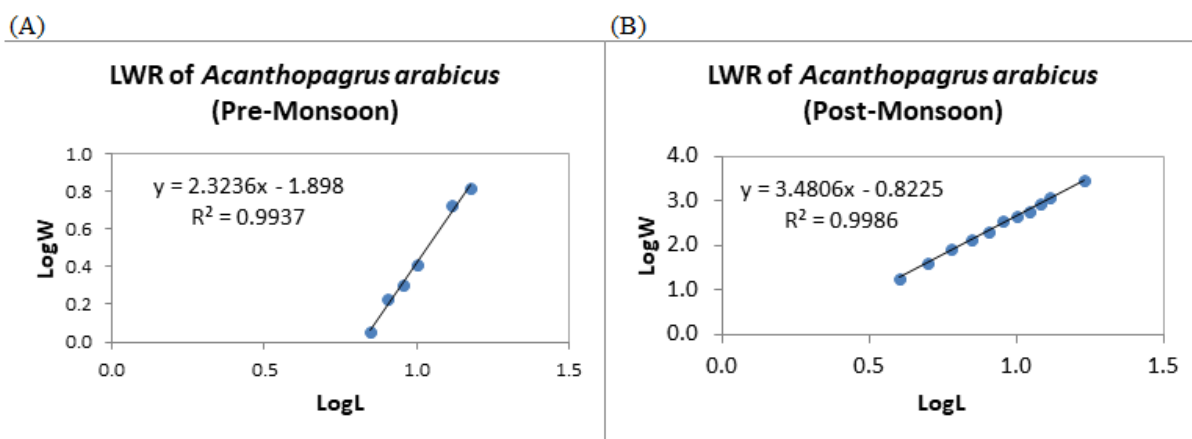 (A)
LWR of Acanthopagrus arabicus
(Pre-Monsoon)
1.0
0.8
0.6
0.4
0.2
0.0
LogW
y = 2.3236x - 1.898
R² = 0.9937
0.0 0.5 1.0 1.5
LogL
(B)
LWR of Acanthopagrus arabicus
(Post-Monsoon)
4.0
3.0
2.0
1.0
0.0
LogW
y = 3.4806x - 0.8225
R² = 0.9986
0.0 0.5 1.0 1.5
LogL